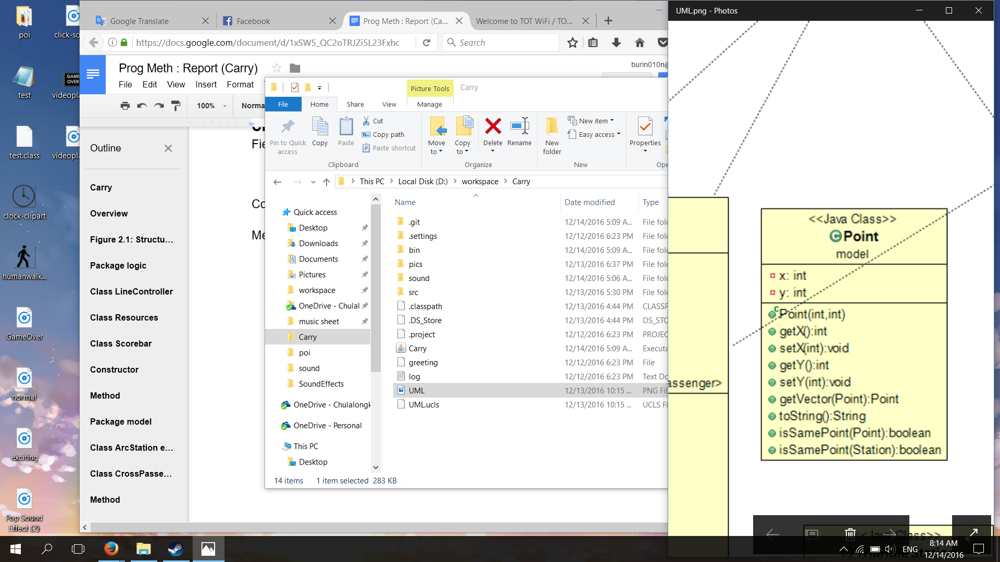 poi
click-so
test
videopla
GAME
OVER
test.class
videopla
clock-clipart
humanwalk...
GameOver
normal
exciting
Pop Sound
Effect (2)
Google Translate
Facebook
Prog Meth : Report (Ca...
Welcome to TOT WiFi / TO...
https://docs.google.com/document/d/1xSW5_QC2oTRJZi5L23Fxhc
Search
Prog Meth : Report (Carry)
burin010n@
File Edit View Insert Format
100% Norma
Outline
Carry
Overview
Figure 2.1: Structu...
Package logic
Class LineController
Class Resources
Class Scorebar
Constructor
Method
Package model
Class ArcStation e...
Class CrossPasse...
Method
Fie
Co
Me
Picture Tools
Carry
File Home Share View Manage
Pin to Quick
access
Copy
Paste
Cut
Copy path
Paste shortcut
Clipboard
Move
to
Copy
to
Delete
Rename
Organize
New
folder
New item
Easy access
New
Properties
Ope
This PC > Local Disk (D:) > workspace > Carry
Quick access
Desktop
Downloads
Documents
Pictures
workspace
OneDrive - Chulal
music sheet
Carry
poi
sound
SoundEffects
OneDrive - Chulalongk
OneDrive - Personal
This PC
Desktop
Name Date modified Type
.git 12/14/2016 5:09 A... File fold
.settings 12/12/2016 6:23 PM File fold
bin 12/14/2016 5:09 A... File fold
pics 12/13/2016 6:37 PM File fold
sound 12/14/2016 5:06 A... File fold
src 12/13/2016 5:30 PM File fold
.classpath 12/13/2016 4:44 PM CLASSP
.DS_Store 12/13/2016 4:44 PM DS_STO
.project 12/12/2016 6:23 PM PROJEC
Carry 12/14/2016 5:09 A... Executa
greeting 12/12/2016 6:23 PM File
log 12/12/2016 6:23 PM Text Do
UML 12/13/2016 10:15 ... PNG Fil
UML.ucls 12/13/2016 10:15 ... UCLS Fi
14 items 1 item selected 283 KB
UML.png - Photos
assenger>
<<Java Class>>
C Point
model
x: int
y: int
Point(int,int)
getX():int
setX(int):void
getY():int
setY(int):void
getVector(Point):Point
toString():String
isSamePoint(Point):boolean
isSamePoint(Station):boolean
<<Java Class>>
ENG
8:14 AM
12/14/2016